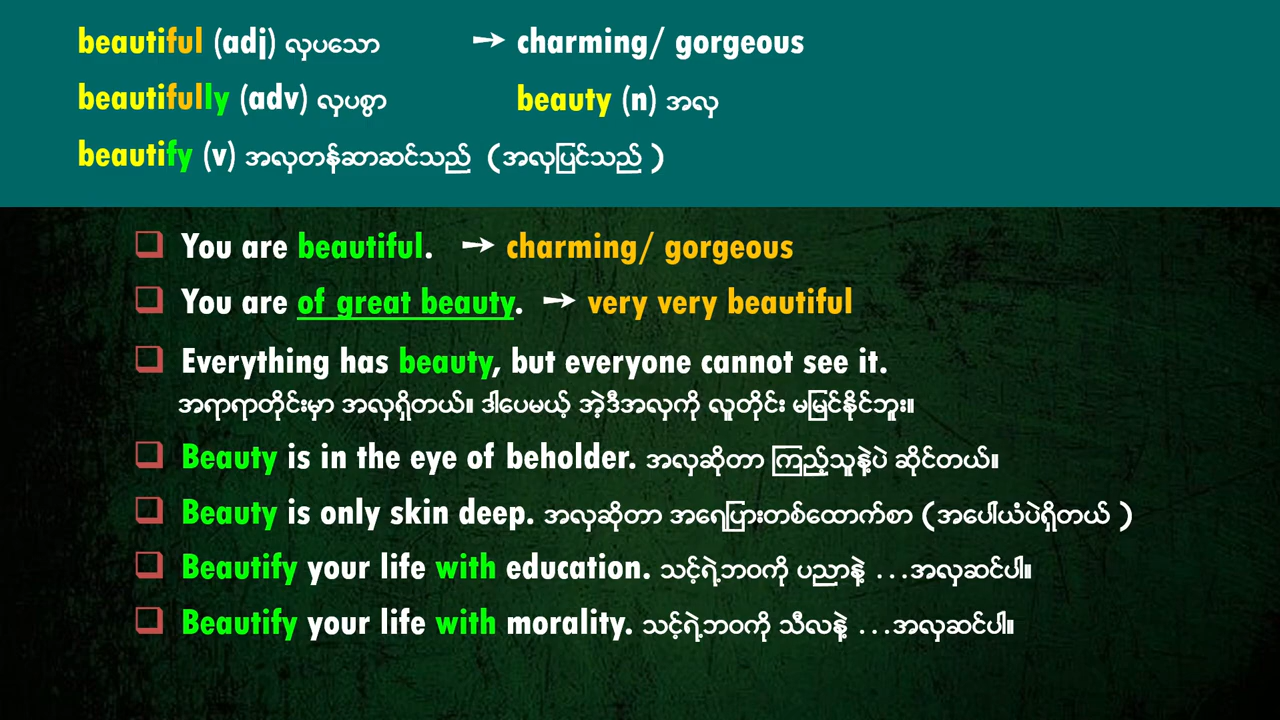 beautiful (adj) လှပသော → charming/ gorgeous
beautifully (adv) လှပစွာ beauty (n) အလှ
beautify (v) အလှတန်ဆာဆင်သည် (အလှပြင်သည် )
❑ You are beautiful. → charming/ gorgeous
❑ You are of great beauty. → very very beautiful
❑ Everything has beauty, but everyone cannot see it.
အရာရာတိုင်းမှာ အလှရှိတယ်။ ဒါပေမယ့် အဲ့ဒီအလှကို လူတိုင်း မမြင်နိုင်ဘူး။
❑ Beauty is in the eye of beholder. အလှဆိုတာ ကြည့်သူနဲ့ပဲ ဆိုင်တယ်။
❑ Beauty is only skin deep. အလှဆိုတာ အရေပြားတစ်ထောက်စာ (အပေါ်ယံပဲရှိတယ် )
❑ Beautify your life with education. သင့်ရဲ့ဘဝကို ပညာနဲ့ ...အလှဆင်ပါ။
❑ Beautify your life with morality. သင့်ရဲ့ဘဝကို သီလနဲ့ ...အလှဆင်ပါ။